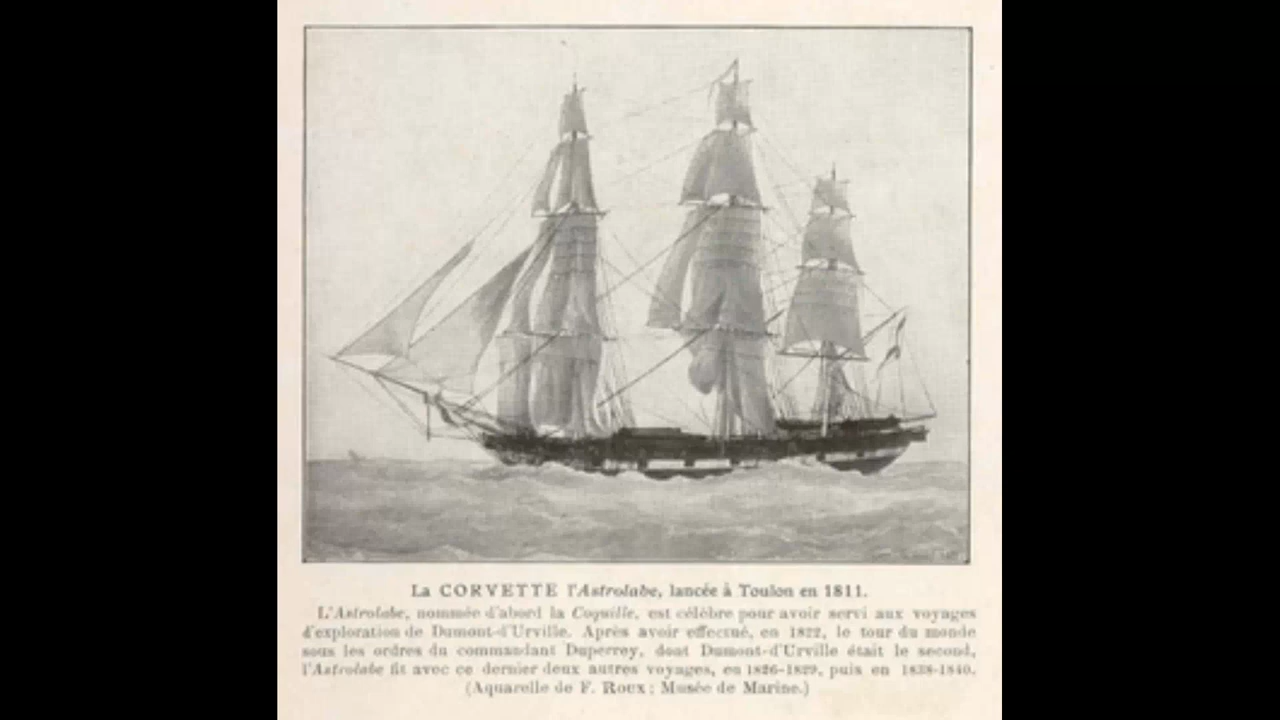 La CORVETTE l'Astrolabe, lancée à Toulon en 1811.
L'Astrolabe, nommée d'abord la Coquille, est célèbre pour avoir servi aux voyages
d'exploration de Dumont-d'Urville. Après avoir effectué, en 1822, le tour du monde
sous les ordres du commandant Duperrey, dont Dumont-d'Urville était le second,
l'Astrolabe fit avec ce dernier deux autres voyages, en 1826-1829, puis en 1838-1840.
(Aquarelle de F. Roux ; Musée de Marine.)